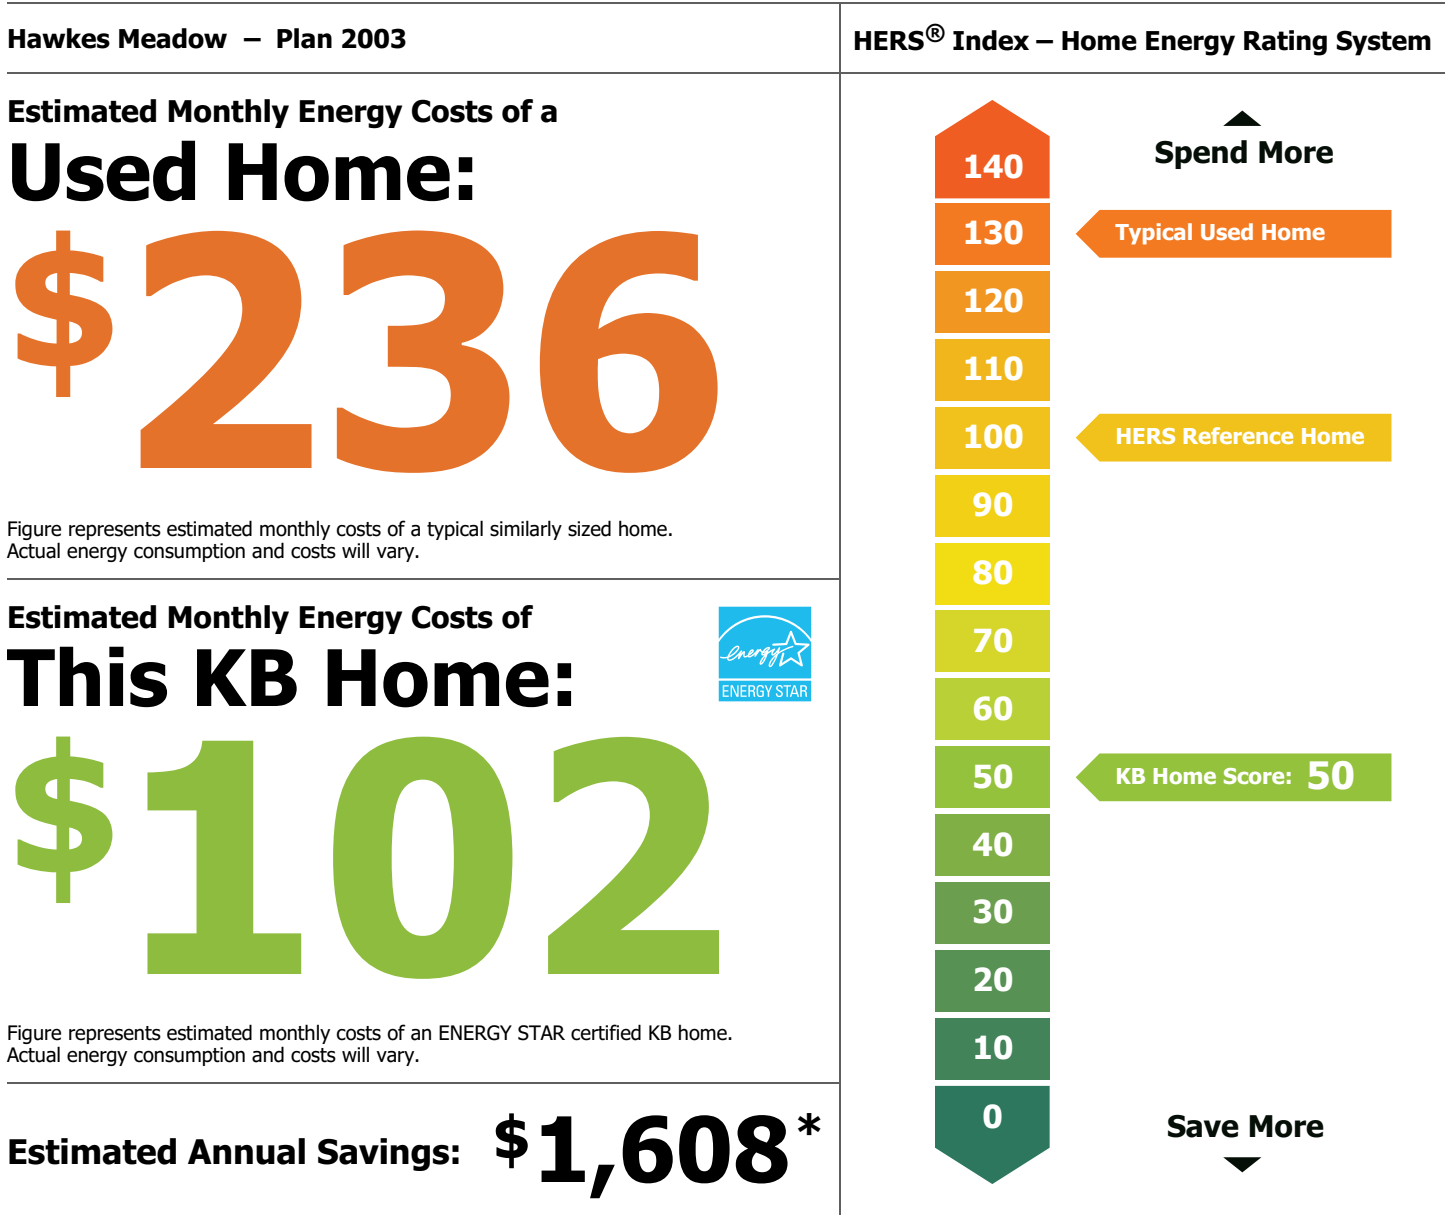 Hawkes Meadow – Plan 2003
Estimated Monthly Energy Costs of a
Used Home:
$236
Figure represents estimated monthly costs of a typical similarly sized home.
Actual energy consumption and costs will vary.
Estimated Monthly Energy Costs of
This KB Home:
energy
ENERGY STAR
$102
Figure represents estimated monthly costs of an ENERGY STAR certified KB home.
Actual energy consumption and costs will vary.
Estimated Annual Savings: $1,608*
HERS® Index – Home Energy Rating System
Spend More
140
130 Typical Used Home
120
110
100 HERS Reference Home
90
80
70
60
50 KB Home Score: 50
40
30
20
10
0
Save More